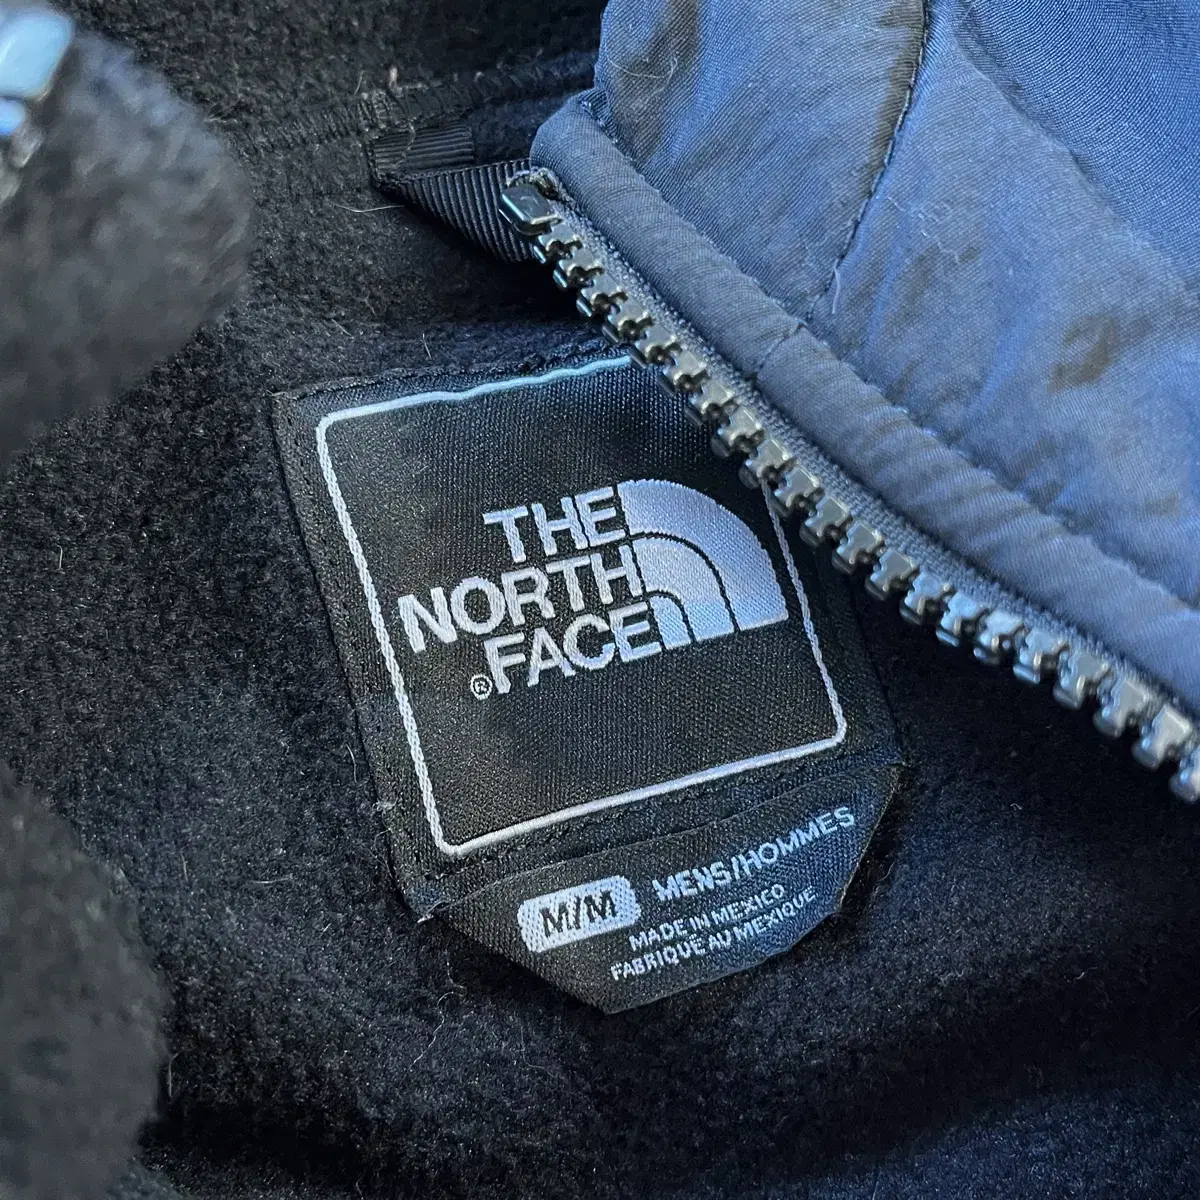 THE
NORTH
FACE
®
M/M MENS/HOMMES
MADE IN MEXICO
FABRIQUE AU MEXIQUE